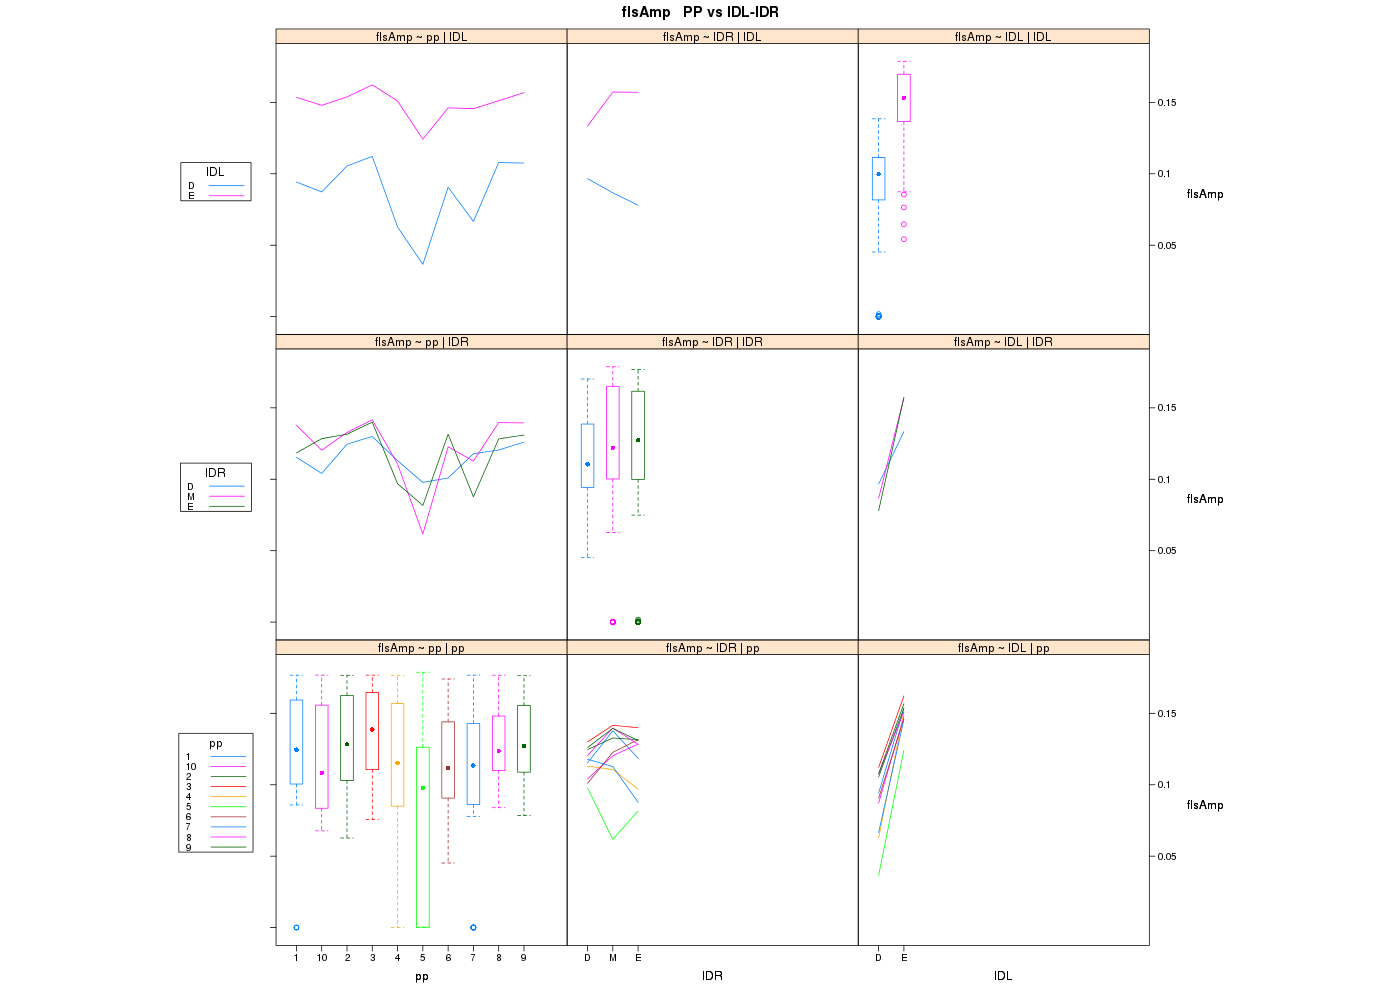 flsAmp   PP vs IDL-IDR
flsAmp ~ pp | IDL
flsAmp ~ IDR | IDL
flsAmp ~ IDL | IDL
0.15
0.1
0.05
flsAmp
IDL
D
E
flsAmp ~ pp | IDR
flsAmp ~ IDR | IDR
flsAmp ~ IDL | IDR
0.15
0.1
0.05
flsAmp
IDR
D
M
E
flsAmp ~ pp | pp
flsAmp ~ IDR | pp
flsAmp ~ IDL | pp
0.15
0.1
0.05
flsAmp
pp
1
10
2
3
4
5
6
7
8
9
1 10 2 3 4 5 6 7 8 9
D M E
D E
pp
IDR
IDL